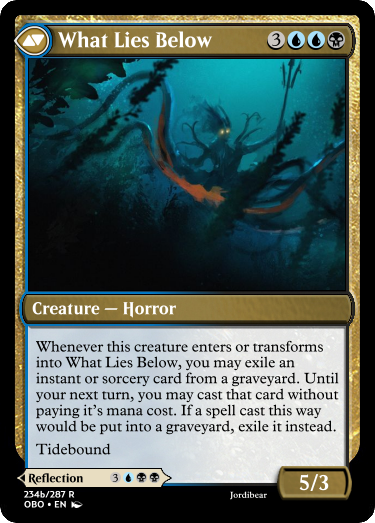 What Lies Below 3
Creature — Horror
Whenever this creature enters or transforms
into What Lies Below, you may exile an
instant or sorcery card from a graveyard. Until
your next turn, you may cast that card without
paying it's mana cost. If a spell cast this way
would be put into a graveyard, exile it instead.
Tidebound
Reflection 3
5/3
234b/287 R
OBO • EN
Jordibear